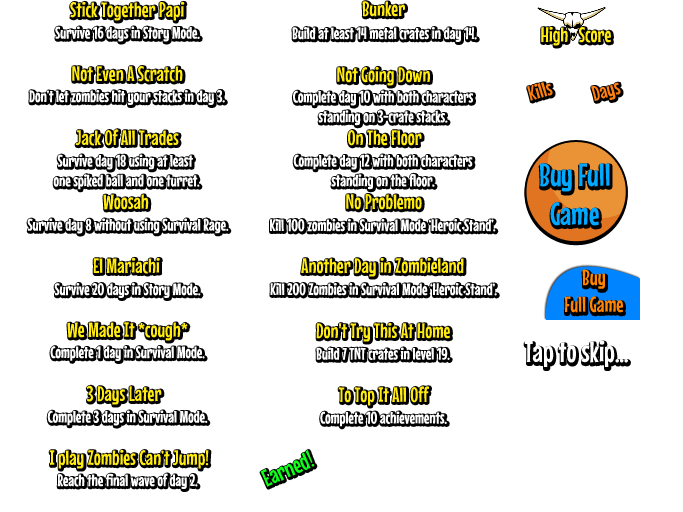 Stick Together Papi
Survive 16 days in Story Mode.
Not Even A Scratch
Don't let zombies hit your stacks in day 3.
Jack Of All Trades
Survive day 18 using at least
one spiked ball and one turret.
Woosah
Survive day 8 without using Survival Rage.
El Mariachi
Survive 20 days in Story Mode.
We Made It *cough*
Complete 1 day in Survival Mode.
3 Days Later
Complete 3 days in Survival Mode.
I play Zombies Can't Jump!
Reach the final wave of day 2.
Bunker
Build at least 14 metal crates in day 14.
Not Going Down
Complete day 10 with both characters
standing on 3-crate stacks.
On The Floor
Complete day 12 with both characters
standing on the floor.
No Problemo
Kill 100 zombies in Survival Mode 'Heroic Stand'.
Another Day in Zombieland
Kill 200 Zombies in Survival Mode 'Heroic Stand'.
Don't Try This At Home
Build 7 TNT crates in level 19.
To Top It All Off
Complete 10 achievements.
Earned!
High Score
Kills Days
Buy Full
Game
Buy
Full Game
Tap to skip...